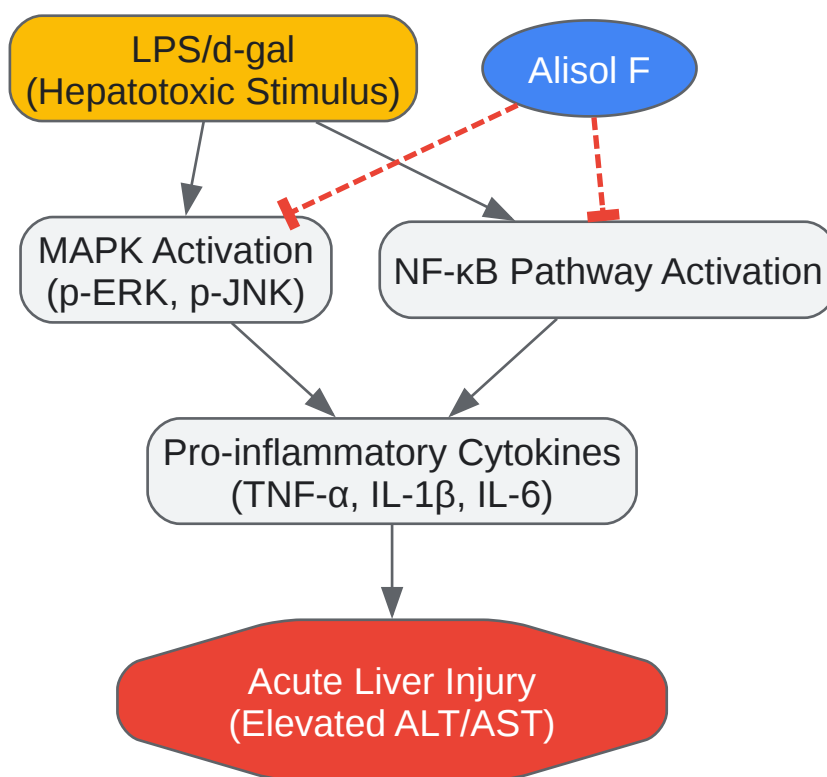 LPS/d-gal
(Hepatotoxic Stimulus)
Alisol F
MAPK Activation
(p-ERK, p-JNK)
NF-κB Pathway Activation
Pro-inflammatory Cytokines
(TNF-α, IL-1β, IL-6)
Acute Liver Injury
(Elevated ALT/AST)